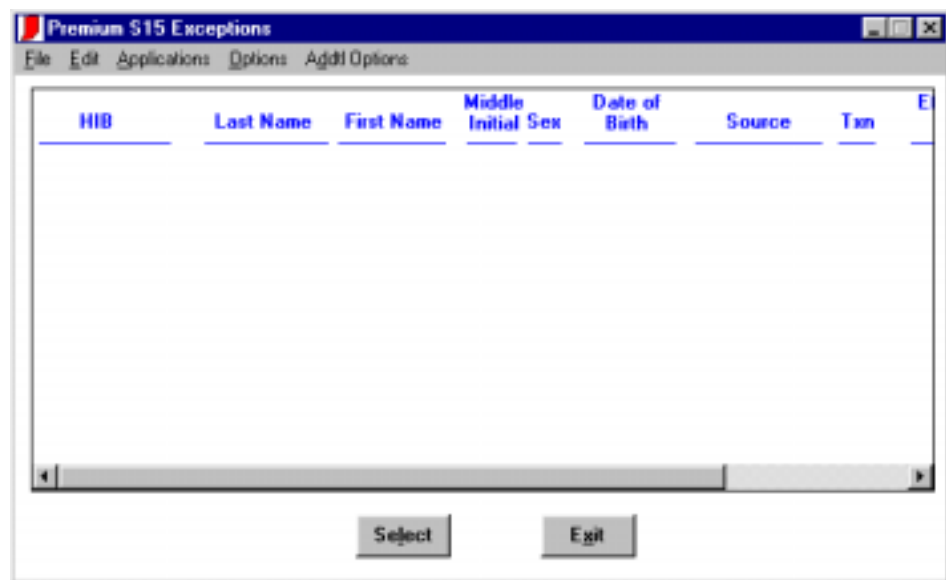 Premium S15 Exceptions
File Edit Applications Options Addtl Options
HIB Last Name First Name Middle Initial Sex Date of Birth Source Txn
Select Exit